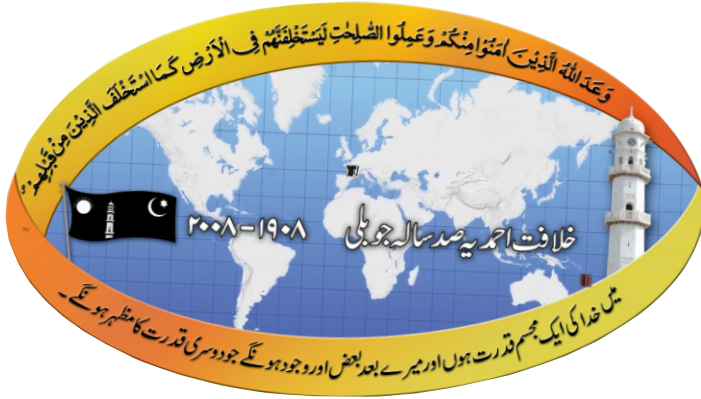 وَعَدَ اللّٰهُ الَّذِيْنَ اٰمَنُوْا مِنْكُمْ وَعَمِلُوا الصّٰلِحٰتِ لَيَسْتَخْلِفَنَّهُمْ فِى الْاَرْضِ كَمَا اسْتَخْلَفَ الَّذِيْنَ مِنْ قَبْلِهِمْ
خلافت احمدیہ صد سالہ جوبلی
۱۹۰۸-۲۰۰۸
میں خدا کی ایک مجسم قدرت ہوں اور میرے بعد بعض اور وجود ہونگے جو دوسری قدرت کا مظہر ہونگے۔